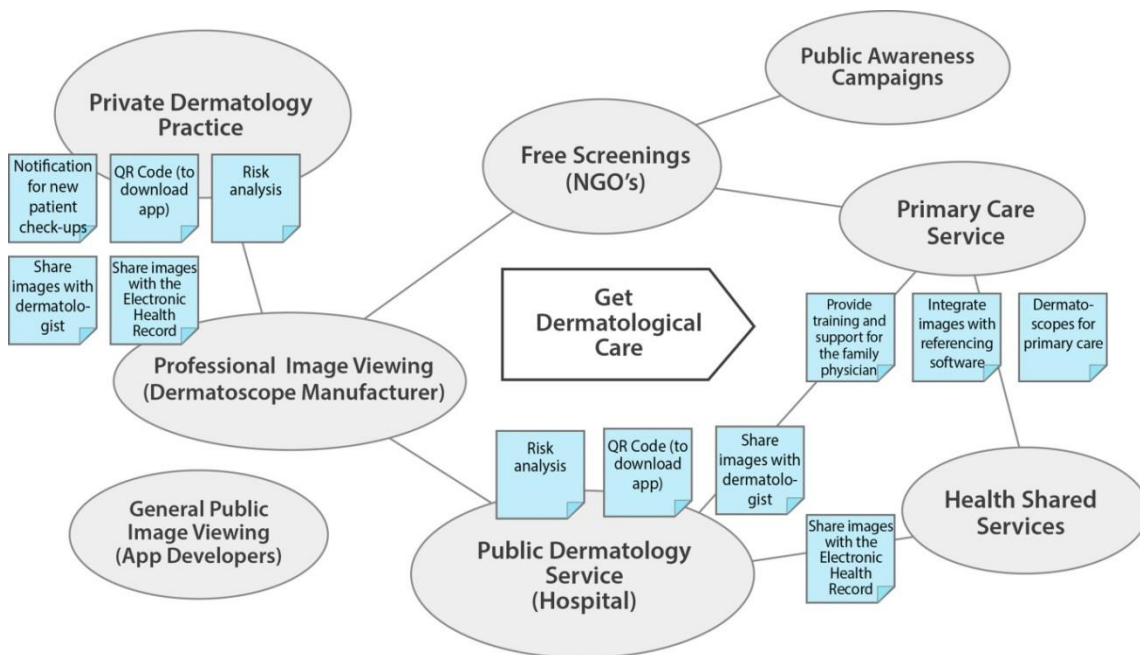 Public Awareness
Campaigns
Private Dermatology
Practice
Notification
for new
patient
check-ups
QR Code (to
download
app)
Risk
analysis
Share
images with
dermatolo-
gist
Share images
with the
Electronic
Health
Record
Free Screenings
(NGO’s)
Primary Care
Service
Get
Dermatological
Care
Provide
training and
support for
the family
physician
Integrate
images with
referencing
software
Dermato-
scopes for
primary care
Professional Image Viewing
(Dermatoscope Manufacturer)
General Public
Image Viewing
(App Developers)
Risk
analysis
QR Code (to
download
app)
Share
images with
dermatolo-
gist
Public Dermatology
Service
(Hospital)
Share images
with the
Electronic
Health
Record
Health Shared
Services